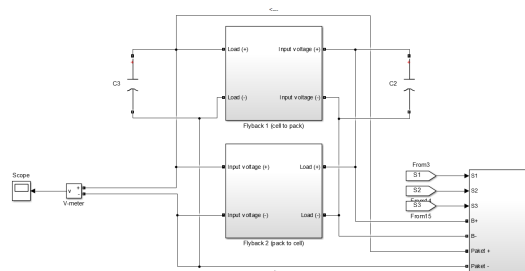 <---
Load (+)
Input voltage (+)
C3
C2
Load (-)
Input voltage (-)
Flyback 1 (cell to pack)
Input voltage (+)
Load (+)
From3
S1
S1
Scope
S2
S2
v
+
-
V-meter
S3
S3
Input voltage (-)
Load (-)
From15
B+
Flyback 2 (pack to cell)
B-
Paket +
Paket -